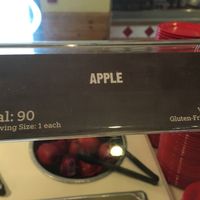 APPLE
al: 90
ving Size: 1 each
Gluten-Fr